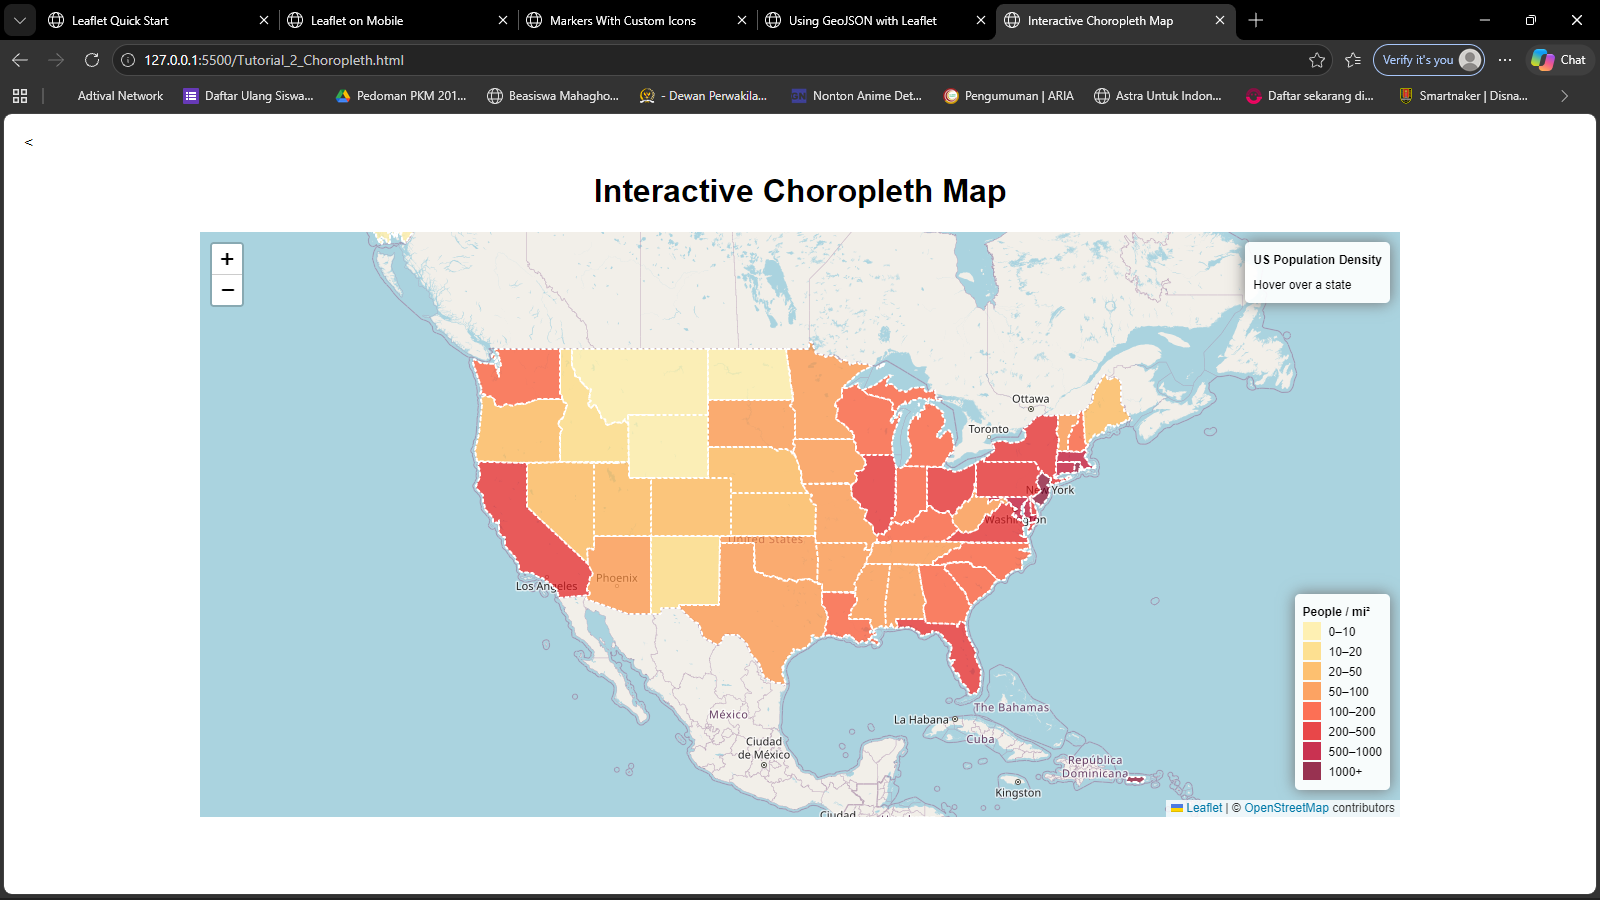 Leaflet Quick Start
Leaflet on Mobile
Markers With Custom Icons
Using GeoJSON with Leaflet
Interactive Choropleth Map
127.0.0.1:5500/Tutorial_2_Choropleth.html
Verify it's you
Chat
Adtival Network
Daftar Ulang Siswa...
Pedoman PKM 201...
Beasiswa Mahagho...
- Dewan Perwakila...
Nonton Anime Det...
Pengumuman | ARIA
Astra Untuk Indon...
Daftar sekarang di...
Smartnaker | Disna...
<
Interactive Choropleth Map
+
−
US Population Density
Hover over a state
Ottawa
Toronto
New York
Washington
United States
Phoenix
Los Angeles
México
Ciudad
de México
La Habana
The Bahamas
Cuba
República
Dominicana
Kingston
Ciudad
People / mi²
0–10
10–20
20–50
50–100
100–200
200–500
500–1000
1000+
Leaflet | © OpenStreetMap contributors